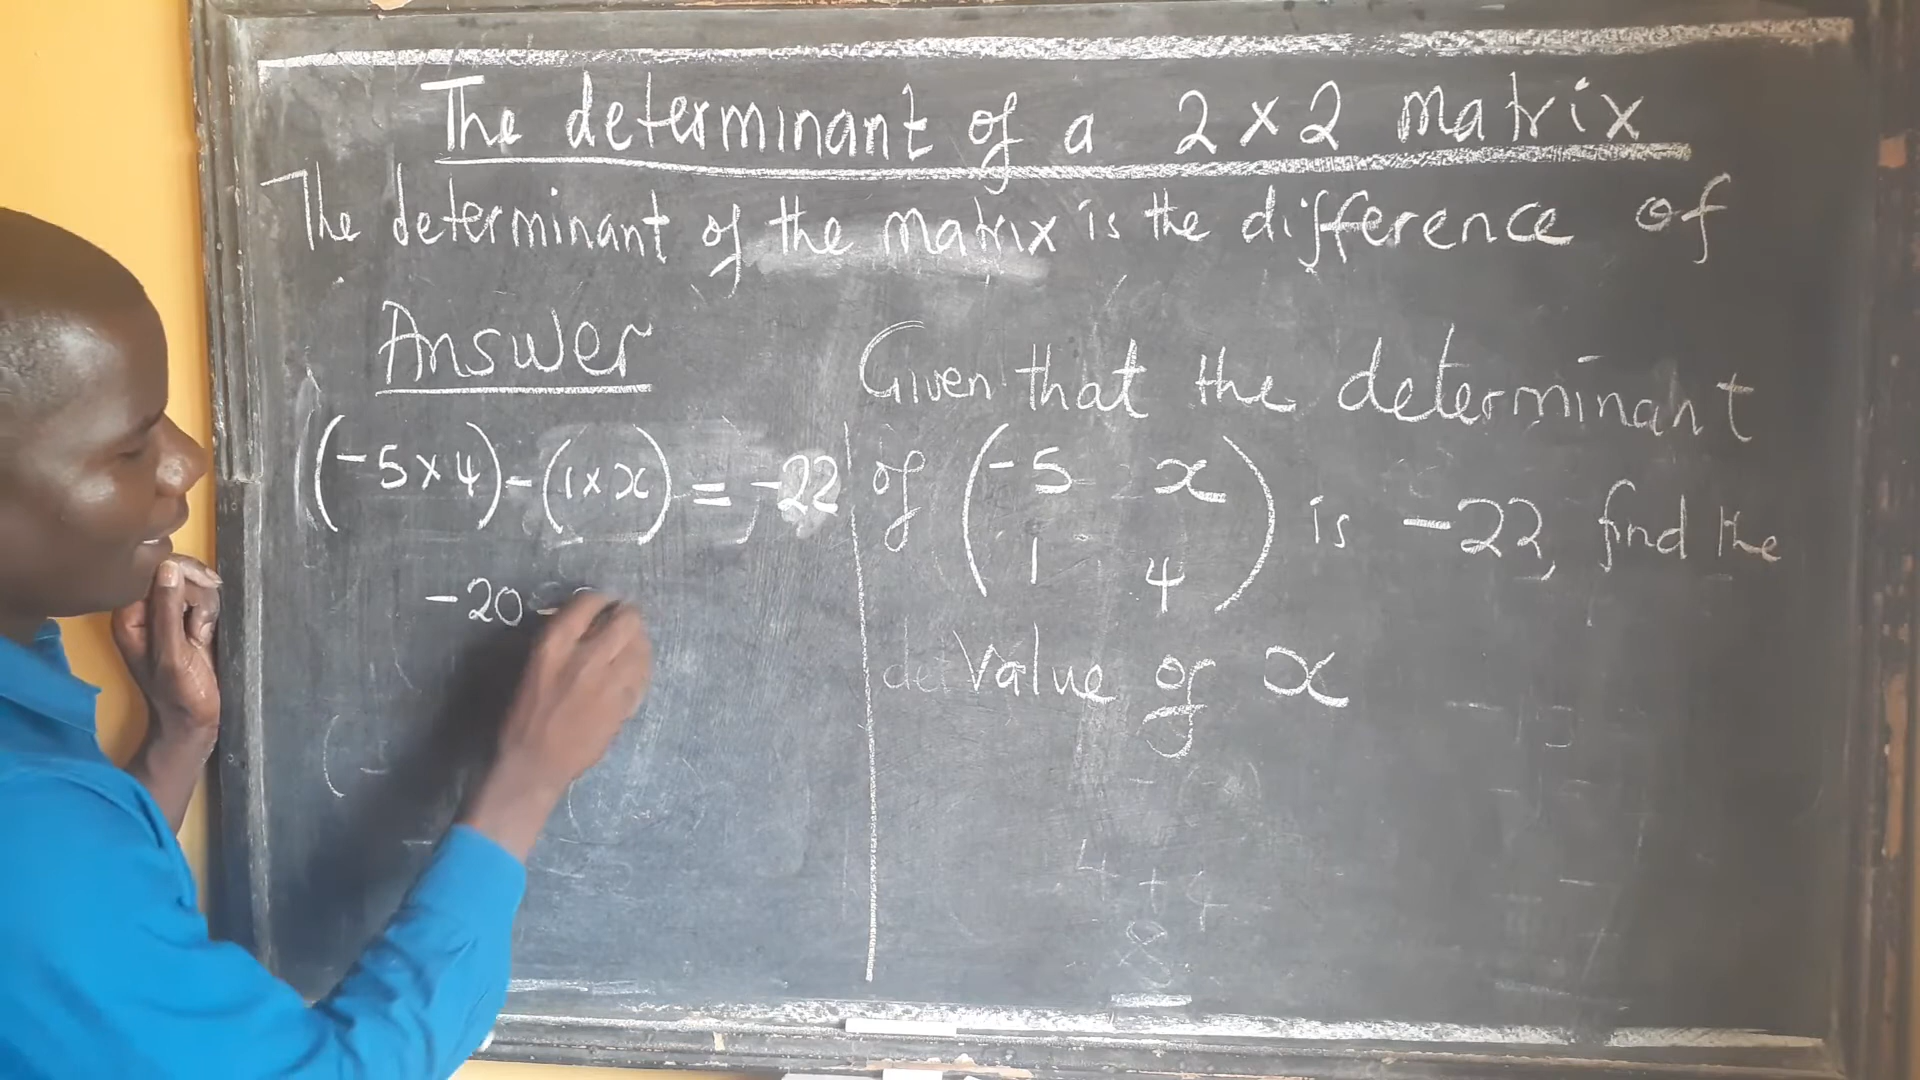 The determinant of a 2 x 2 matrix
The determinant of the matrix is the difference of
Answer
(-5 x 4) - (1 x x) = -22
-20 -
Given that the determinant
of (-5 x
1 4) is -22, find the
value of x